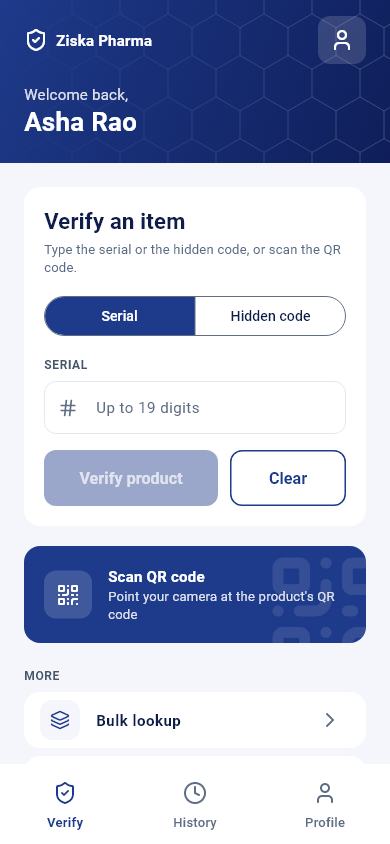 Ziska Pharma
Welcome back,
Asha Rao
Verify an item
Type the serial or the hidden code, or scan the QR
code.
Serial
Hidden code
SERIAL
Up to 19 digits
Verify product
Clear
Scan QR code
Point your camera at the product's QR
code
MORE
Bulk lookup
Verify
History
Profile